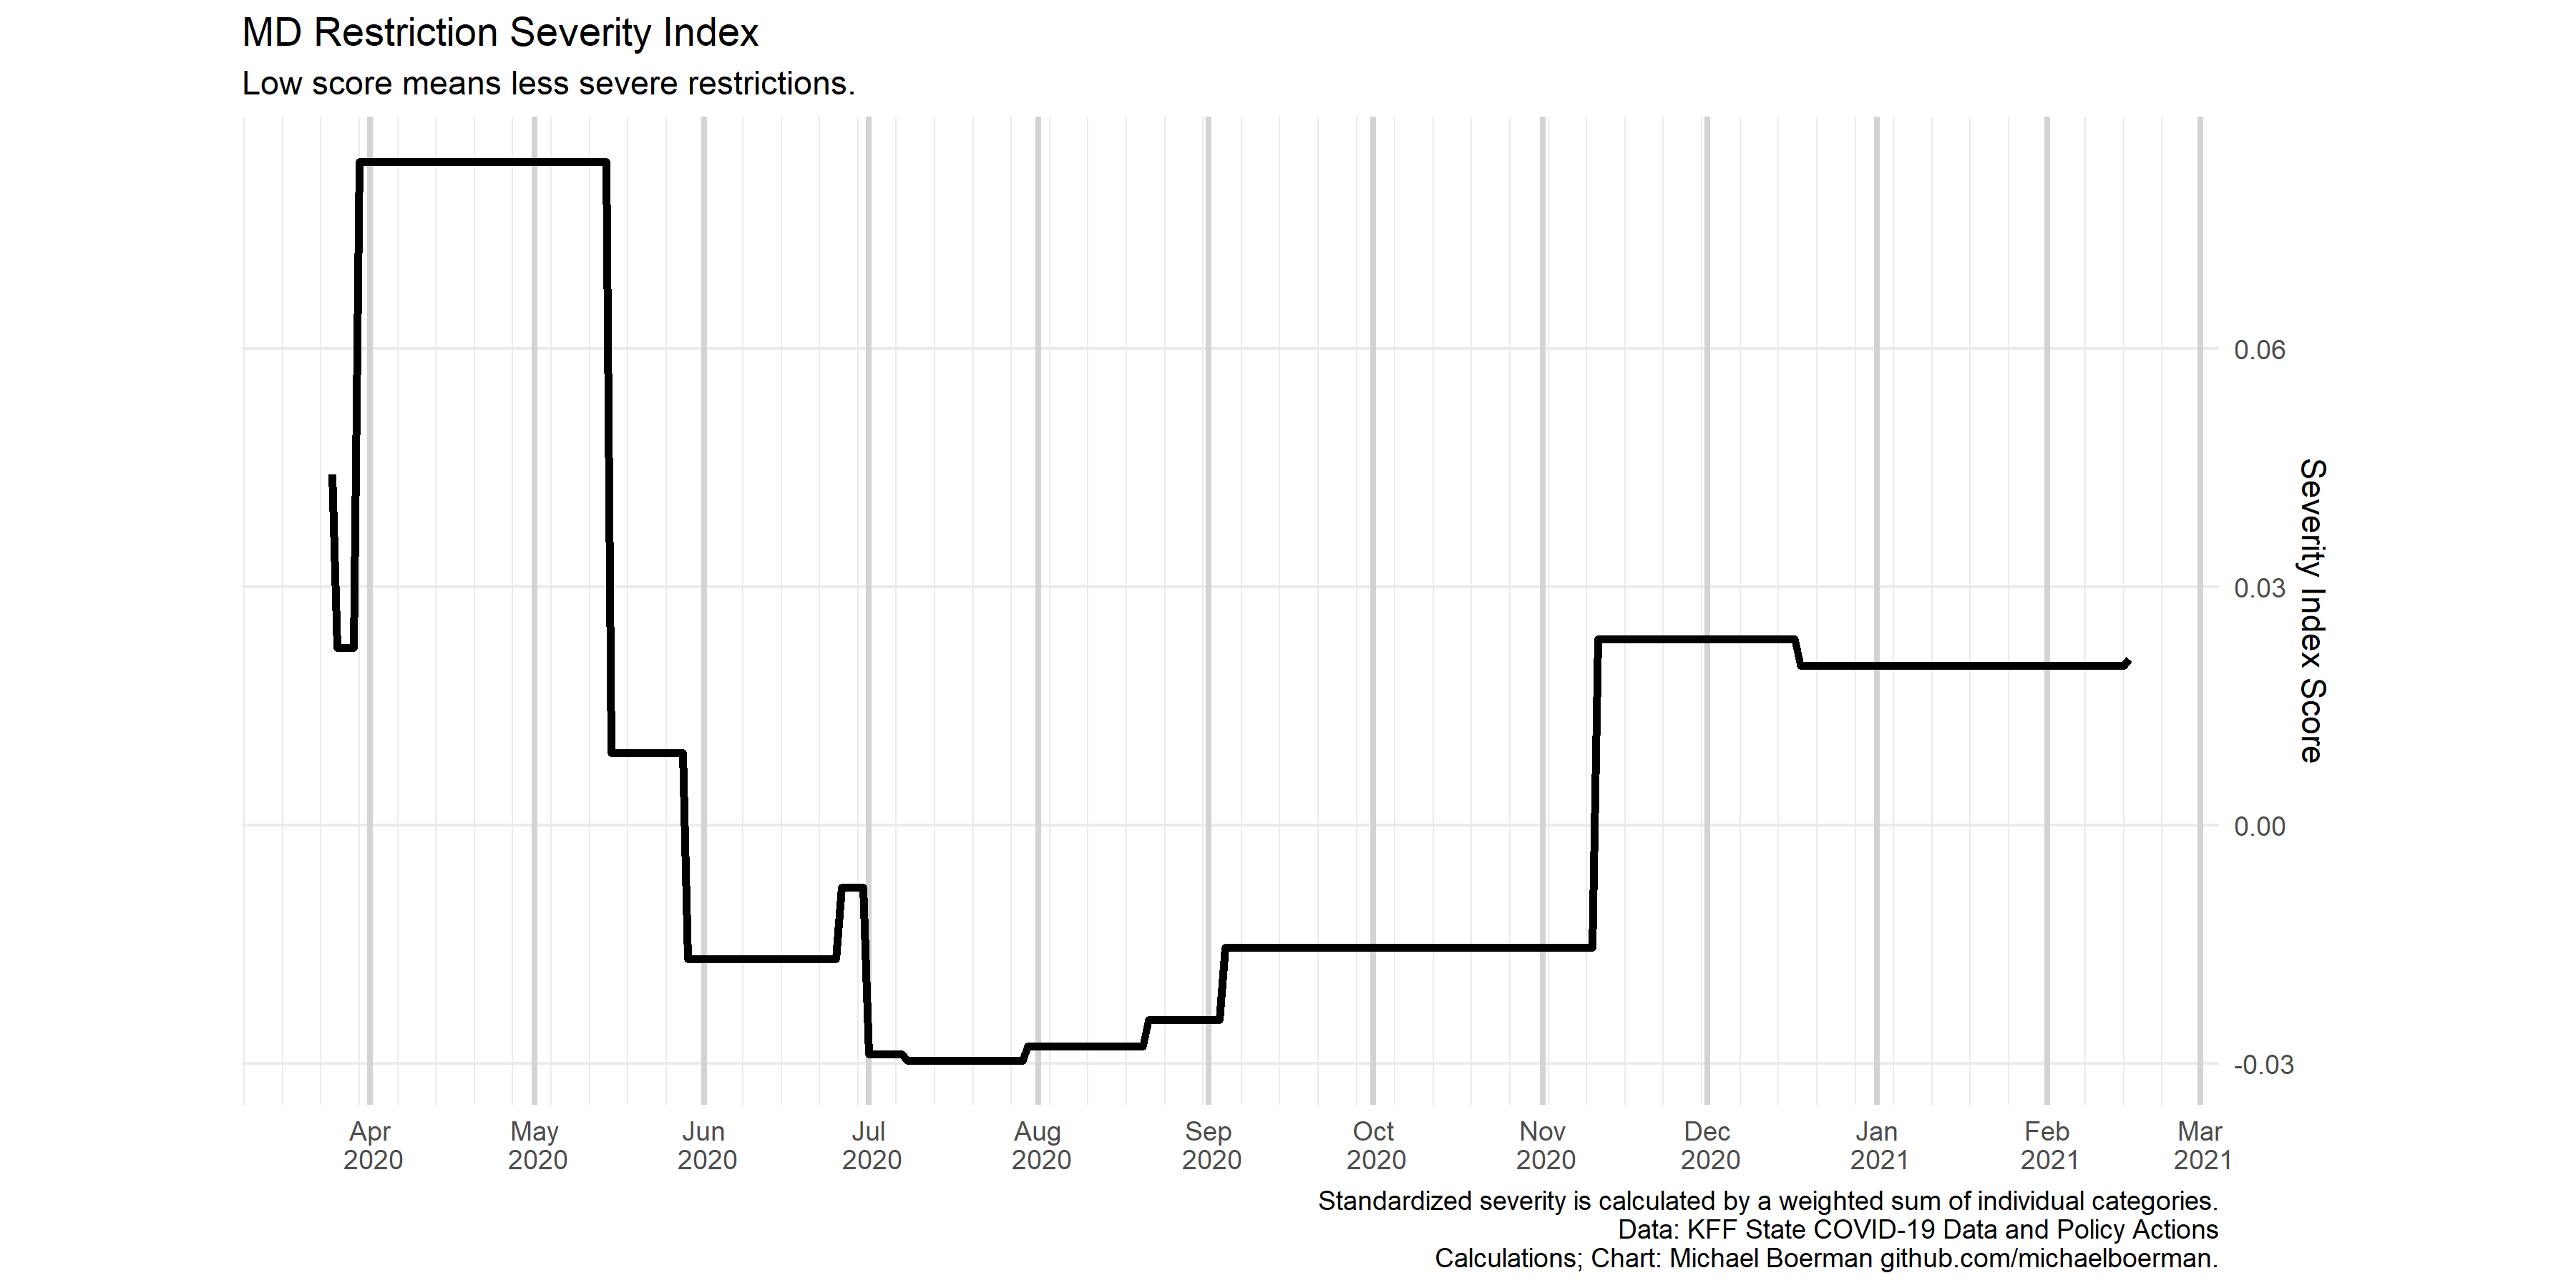 MD Restriction Severity Index
Low score means less severe restrictions.
0.06
0.03
0.00
-0.03
Severity Index Score
Apr
2020
May
2020
Jun
2020
Jul
2020
Aug
2020
Sep
2020
Oct
2020
Nov
2020
Dec
2020
Jan
2021
Feb
2021
Mar
2021
Standardized severity is calculated by a weighted sum of individual categories.
Data: KFF State COVID-19 Data and Policy Actions
Calculations; Chart: Michael Boerman github.com/michaelboerman.